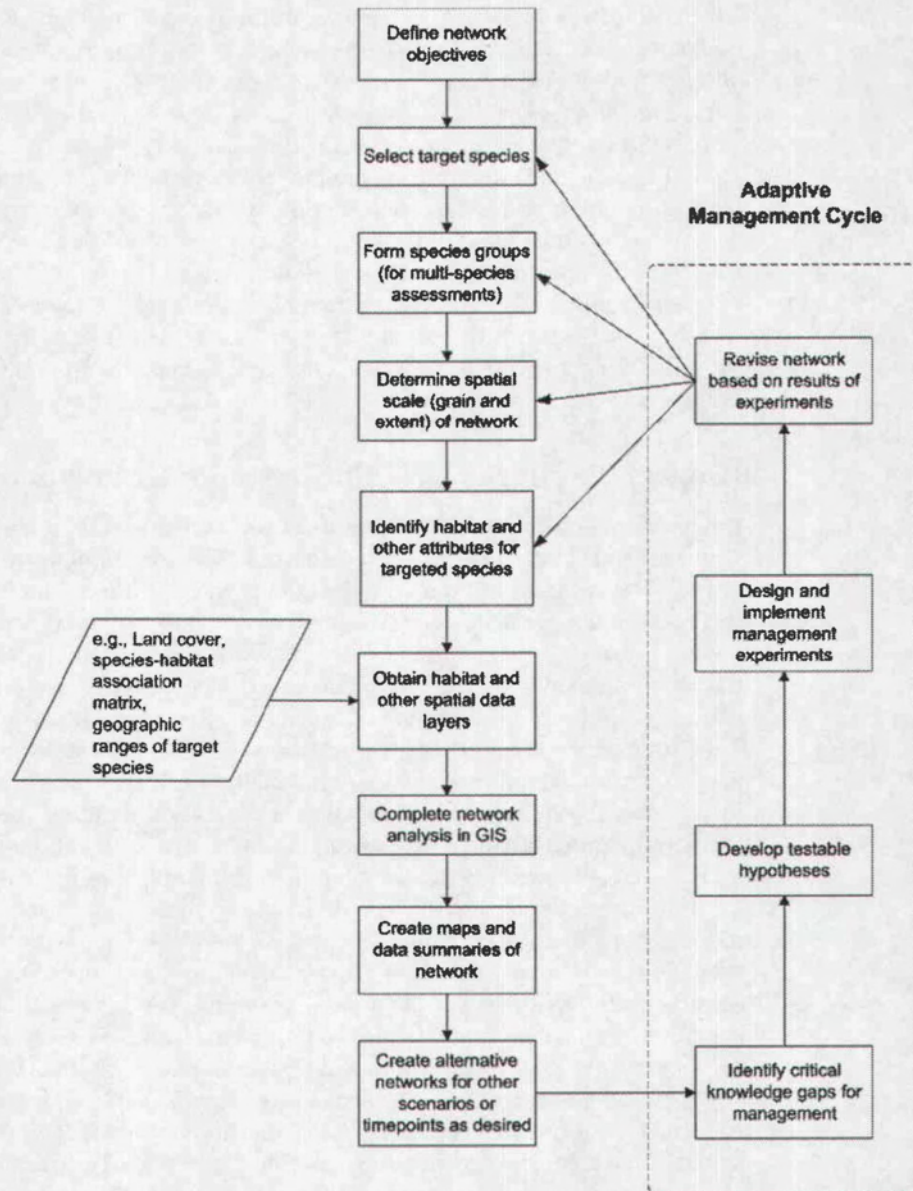 Define network
objectives
Select target species
Form species groups
(for multi-species
assessments)
Determine spatial
scale (grain and
extent) of network
Identify habitat and
other attributes for
targeted species
e.g., Land cover,
species-habitat
association
matrix,
geographic
ranges of target
species
Obtain habitat and
other spatial data
layers
Complete network
analysis in GIS
Create maps and
data summaries of
network
Create alternative
networks for other
scenarios or
timepoints as desired
Adaptive
Management Cycle
Revise network
based on results of
experiments
Design and
implement
management
experiments
Develop testable
hypotheses
Identify critical
knowledge gaps for
management